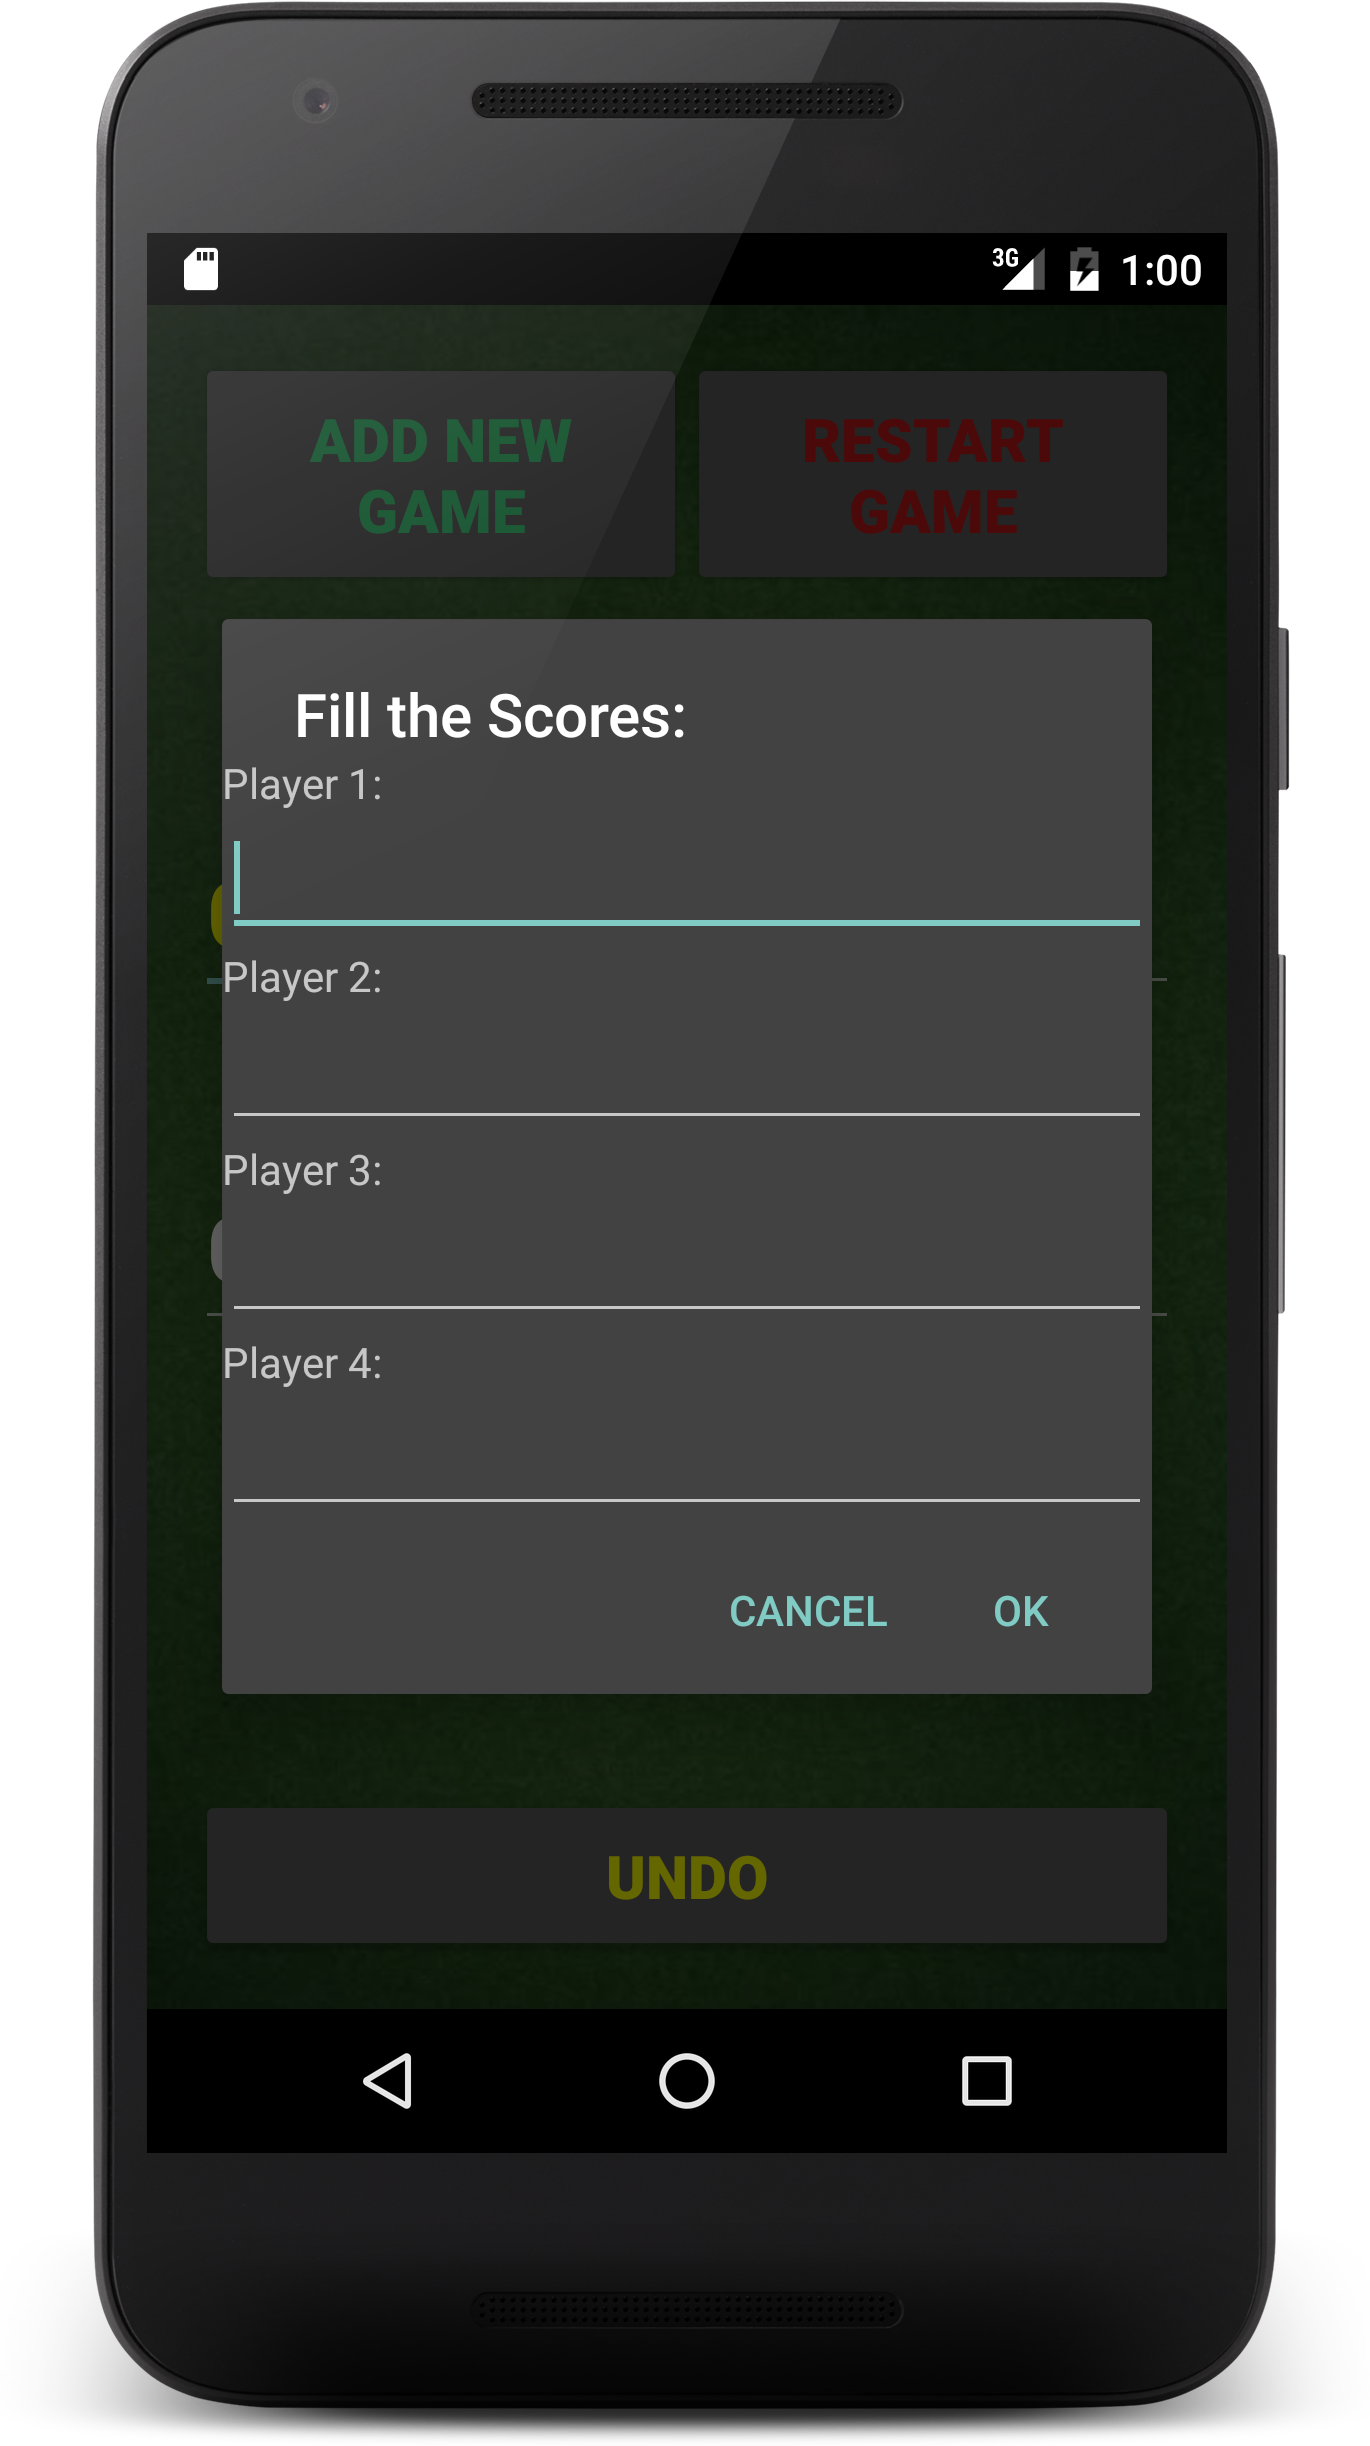 3G 1:00
ADD NEW
GAME
RESTART
GAME
Fill the Scores:
Player 1:
Player 2:
Player 3:
Player 4:
CANCEL OK
UNDO